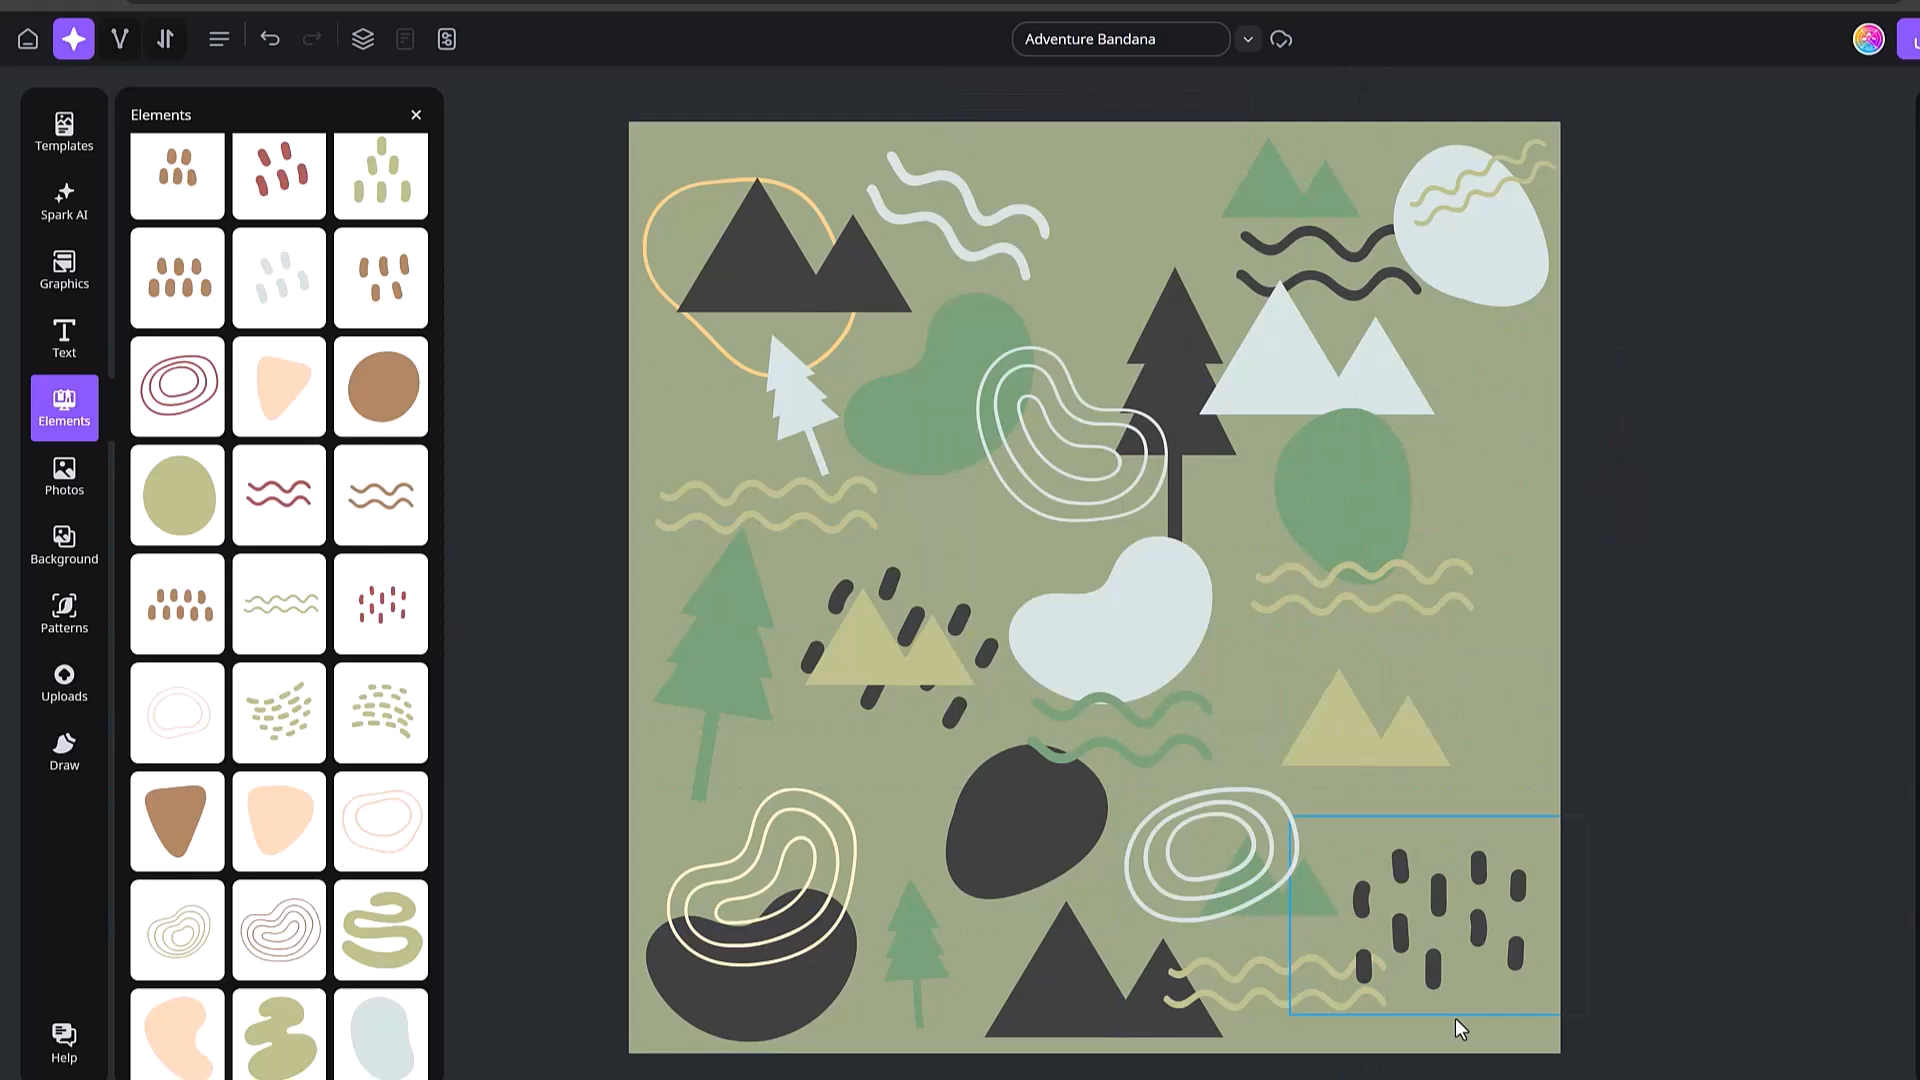 Adventure Bandana
Elements
Templates
Spark AI
Graphics
Text
Elements
Photos
Background
Patterns
Uploads
Draw
Help